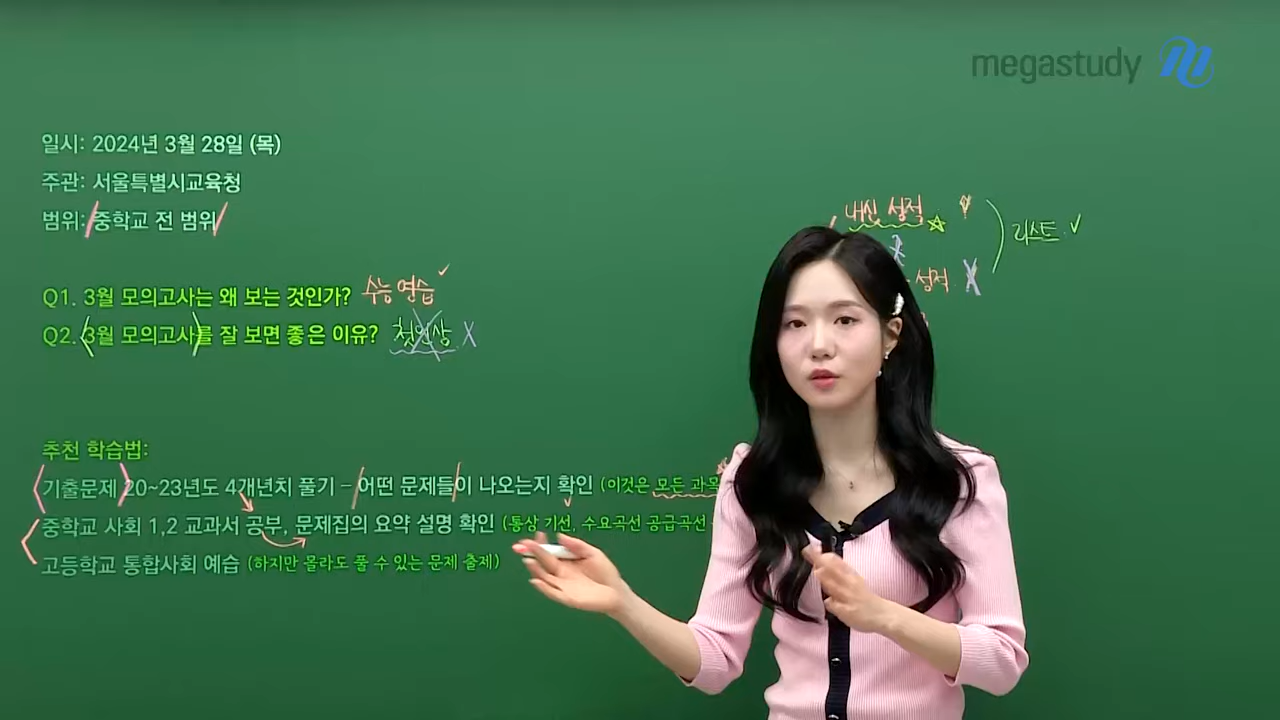 megastudy
일시: 2024년 3월 28일 (목)
주관: 서울특별시교육청
범위: 중학교 전 범위
내신 성적
리스트
성적
Q1. 3월 모의고사는 왜 보는 것인가? 수능 연습
Q2. 3월 모의고사를 잘 보면 좋은 이유? 첫인상
추천 학습법:
기출문제 20~23년도 4개년치 풀기 – 어떤 문제들이 나오는지 확인 (이것은 모든 과목
중학교 사회 1,2 교과서 공부, 문제집의 요약 설명 확인 (통상 기선, 수요곡선 공급곡선
고등학교 통합사회 예습 (하지만 몰라도 풀 수 있는 문제 출제)